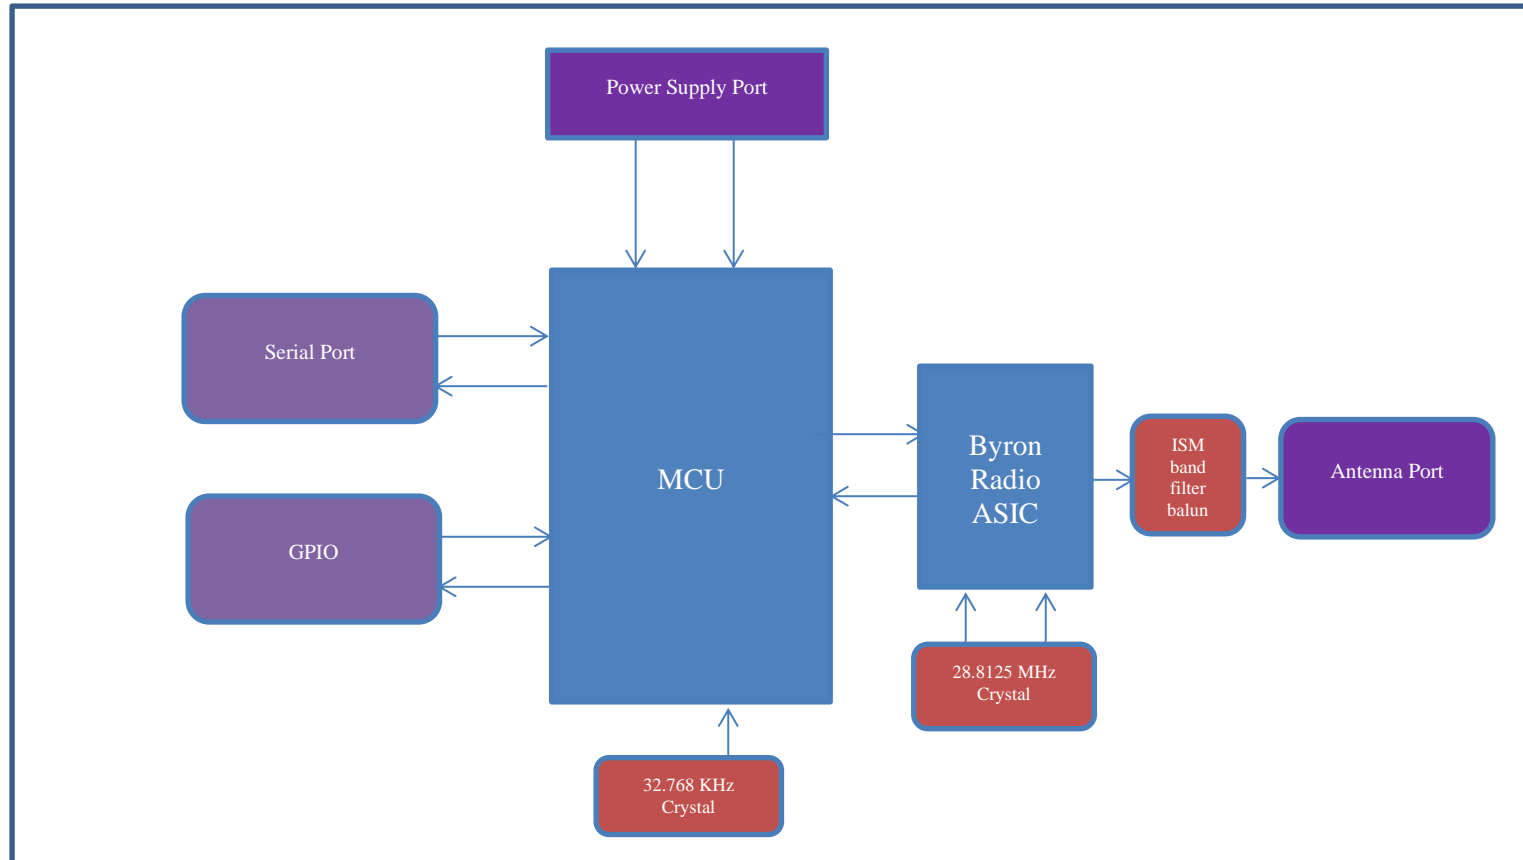 Power Supply Port
Serial Port
MCU
Byron
Radio
ASIC
ISM
band
filter
balun
Antenna Port
GPIO
28.8125 MHz
Crystal
32.768 KHz
Crystal